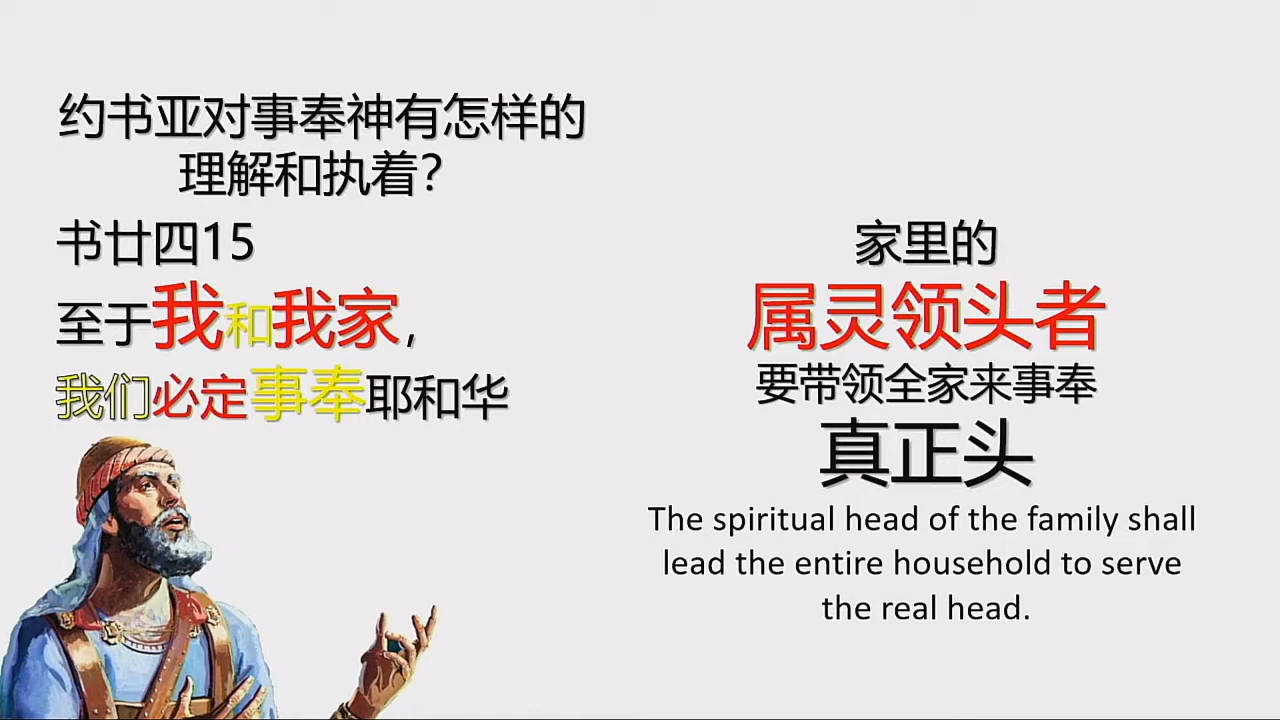 约书亚对事奉神有怎样的
理解和执着？
书廿四15
至于我和我家，
我们必定事奉耶和华
家里的
属灵领头者
要带领全家来事奉
真正头
The spiritual head of the family shall
lead the entire household to serve
the real head.